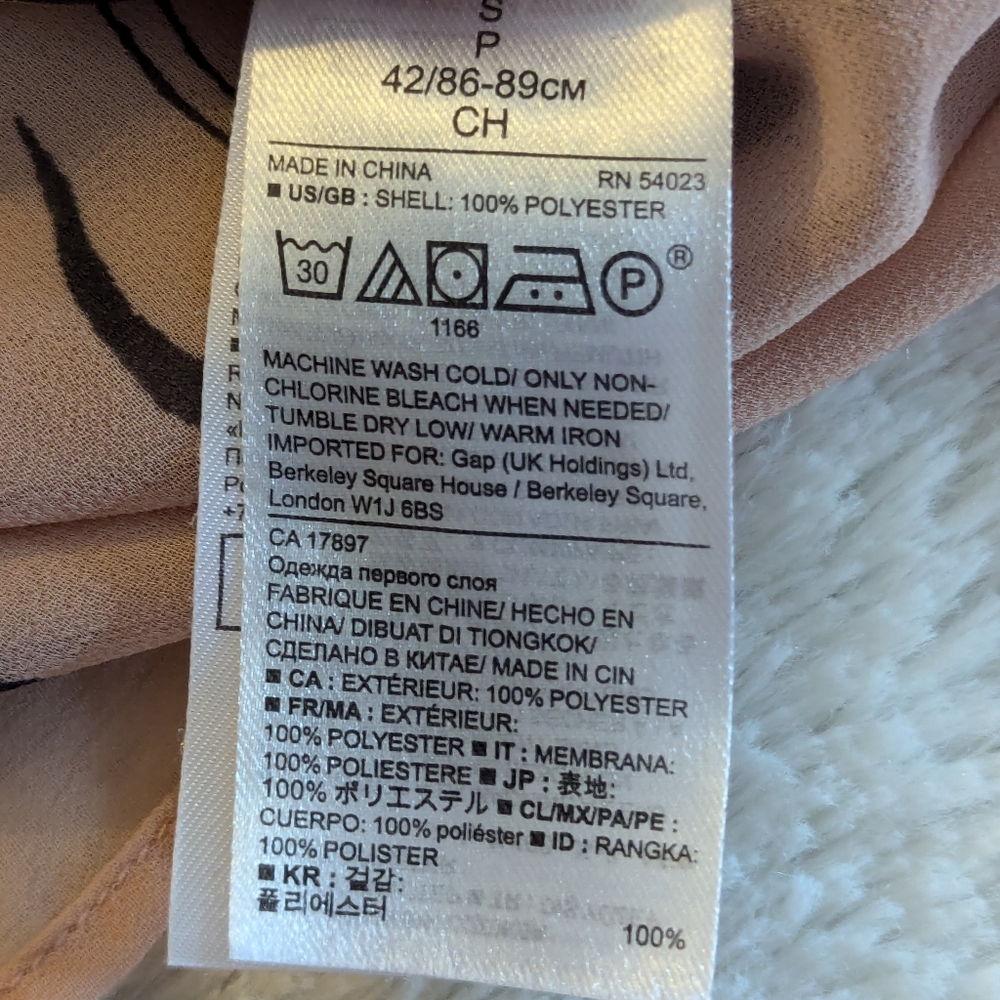 S
P
42/86-89CM
CH
MADE IN CHINA RN 54023
■ US/GB : SHELL: 100% POLYESTER
30 P ®
1166
MACHINE WASH COLD/ ONLY NON-
CHLORINE BLEACH WHEN NEEDED/
TUMBLE DRY LOW/ WARM IRON
IMPORTED FOR: Gap (UK Holdings) Ltd,
Berkeley Square House / Berkeley Square,
London W1J 6BS
CA 17897
Одежда первого слоя
FABRIQUE EN CHINE/ HECHO EN
CHINA/ DIBUAT DI TIONGKOK/
СДЕЛАНО В КИТАЕ/ MADE IN CIN
■ CA : EXTÉRIEUR: 100% POLYESTER
■ FR/MA : EXTÉRIEUR:
100% POLYESTER ■ IT : MEMBRANA:
100% POLIESTERE ■ JP : 表地:
100% ポリエステル ■ CL/MX/PA/PE :
CUERPO: 100% poliéster ■ ID : RANGKA:
100% POLISTER
■ KR : 겉감:
폴리에스터
100%